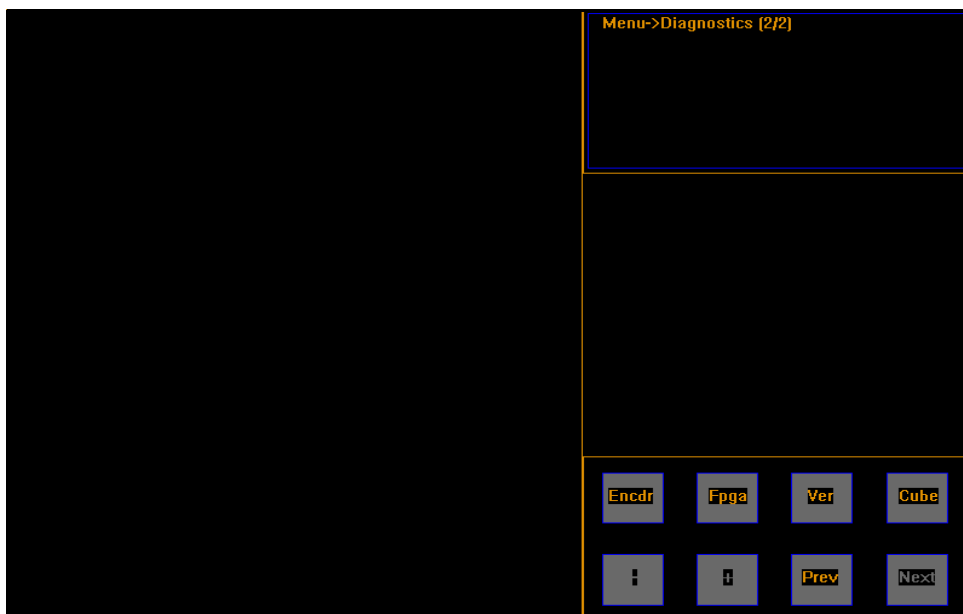 Menu->Diagnostics (2/2)
Encdr Fpga Ver Cube
- + Prev Next